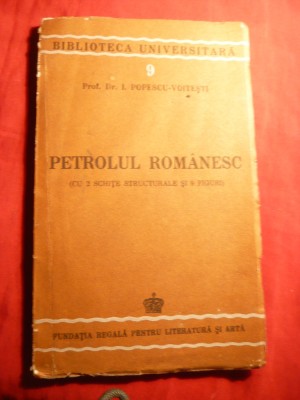 BIBLIOTECA UNIVERSITARĂ
9
Prof. Dr. I. POPESCU-VOITEȘTI
PETROLUL ROMÂNESC
(CU 2 SCHIȚE STRUCTURALE ȘI 8 FIGURI)
FUNDAȚIA REGALĂ PENTRU LITERATURĂ ȘI ARTĂ